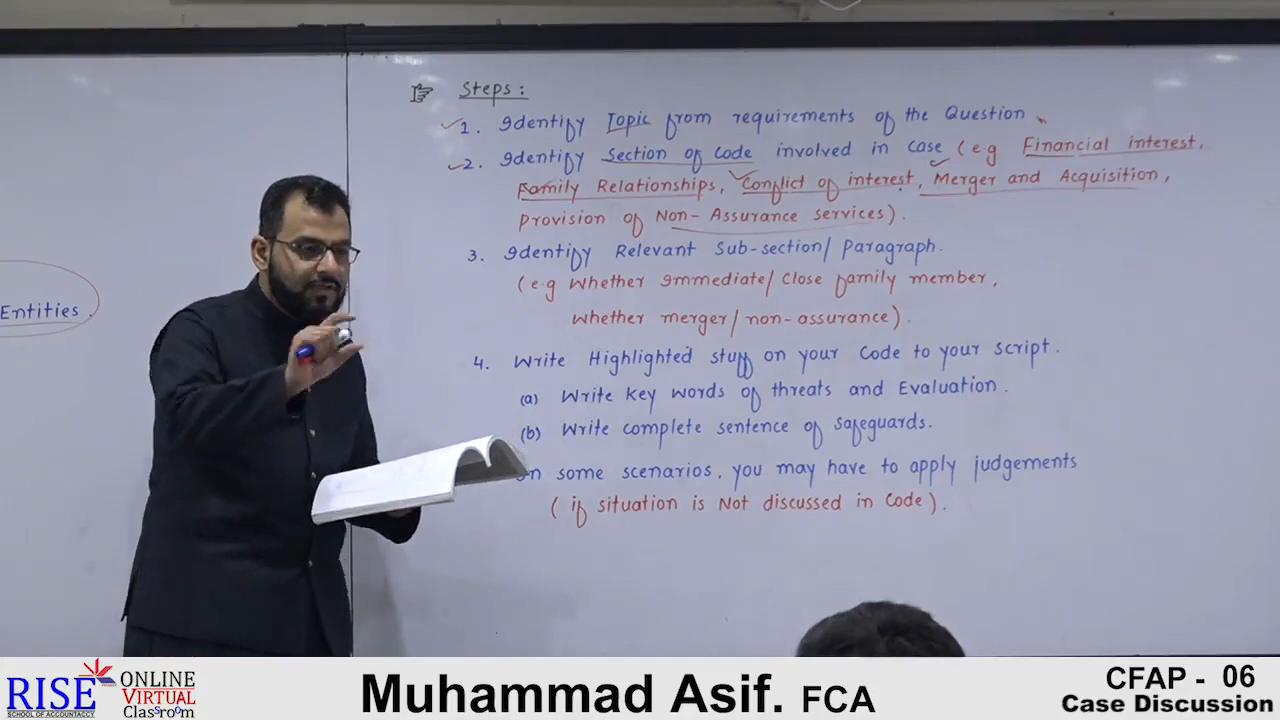 Steps:
1. Identify Topic from requirements of the Question
2. Identify Section of Code involved in case (e.g Financial interest,
Family Relationships, Conflict of interest, Merger and Acquisition,
provision of Non-Assurance services).
3. Identify Relevant Sub-section/Paragraph.
(e.g Whether Immediate/Close family member,
Whether merger/non-assurance).
4. Write Highlighted stuff on your Code to your script.
(a) Write key words of threats and Evaluation.
(b) Write complete sentence of safeguards.
In some scenarios, you may have to apply judgements
(if situation is Not discussed in Code).
Entities.
RISE
SCHOOL OF ACCOUNTANCY
ONLINE
VIRTUAL
Classroom
Muhammad Asif. FCA
CFAP - 06
Case Discussion